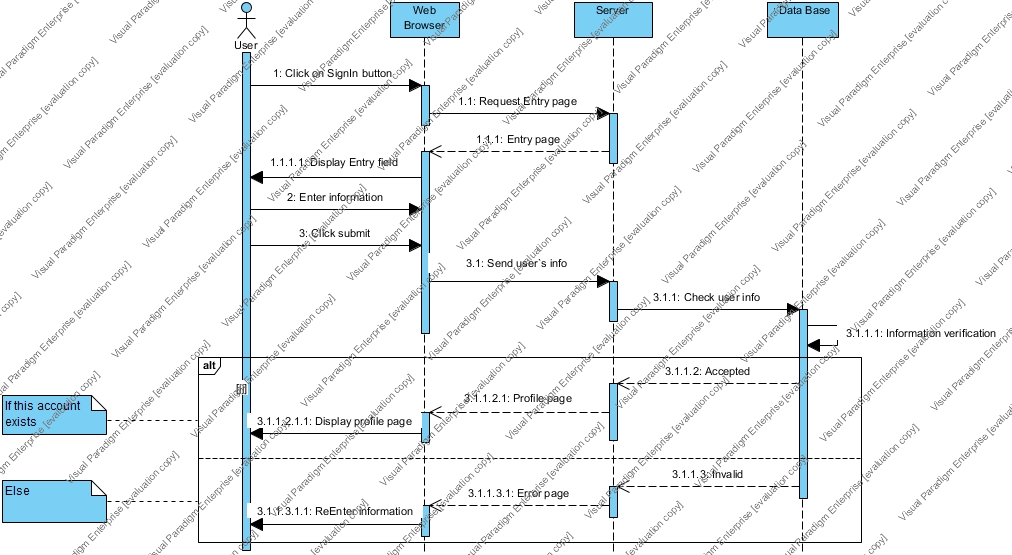 User
Web
Browser
Server
Data Base
1: Click on SignIn button
1.1: Request Entry page
1.1.1: Entry page
1.1.1.1: Display Entry field
2: Enter information
3: Click submit
3.1: Send user`s info
3.1.1: Check user info
3.1.1.1: Information verification
alt
3.1.1.2: Accepted
3.1.1.2.1: Profile page
If this account
exists
3.1.1.2.1.1: Display profile page
3.1.1.3: Invalid
Else
3.1.1.3.1: Error page
3.1.1.3.1.1: ReEnter information
Visual Paradigm Enterprise [evaluation copy]